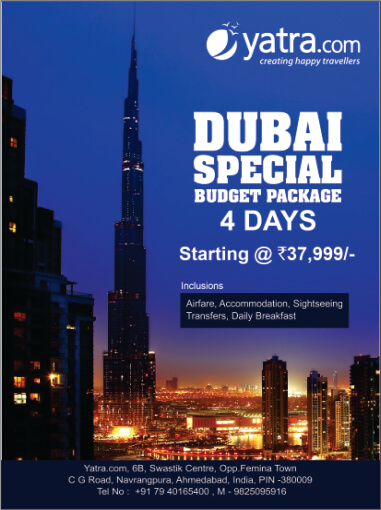 yatra.com
creating happy travellers
DUBAI
SPECIAL
BUDGET PACKAGE
4 DAYS
Starting @ ₹37,999/-
Inclusions
Airfare, Accommodation, Sightseeing
Transfers, Daily Breakfast
Yatra.com, 6B, Swastik Centre, Opp.Femina Town
C G Road, Navrangpura, Ahmedabad, India, PIN -380009
Tel No : +91 79 40165400 , M - 9825095916